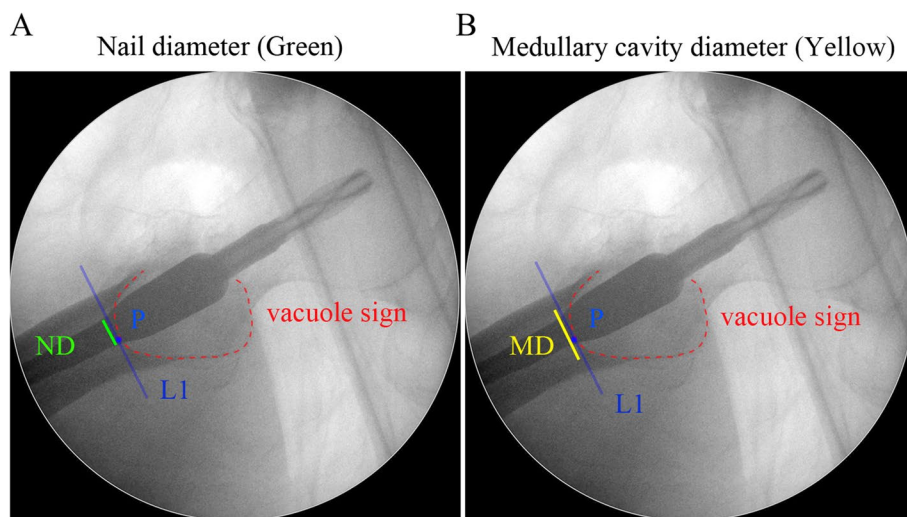 A
Nail diameter (Green)
P
ND
vacuole sign
L1
B
Medullary cavity diameter (Yellow)
P
MD
vacuole sign
L1